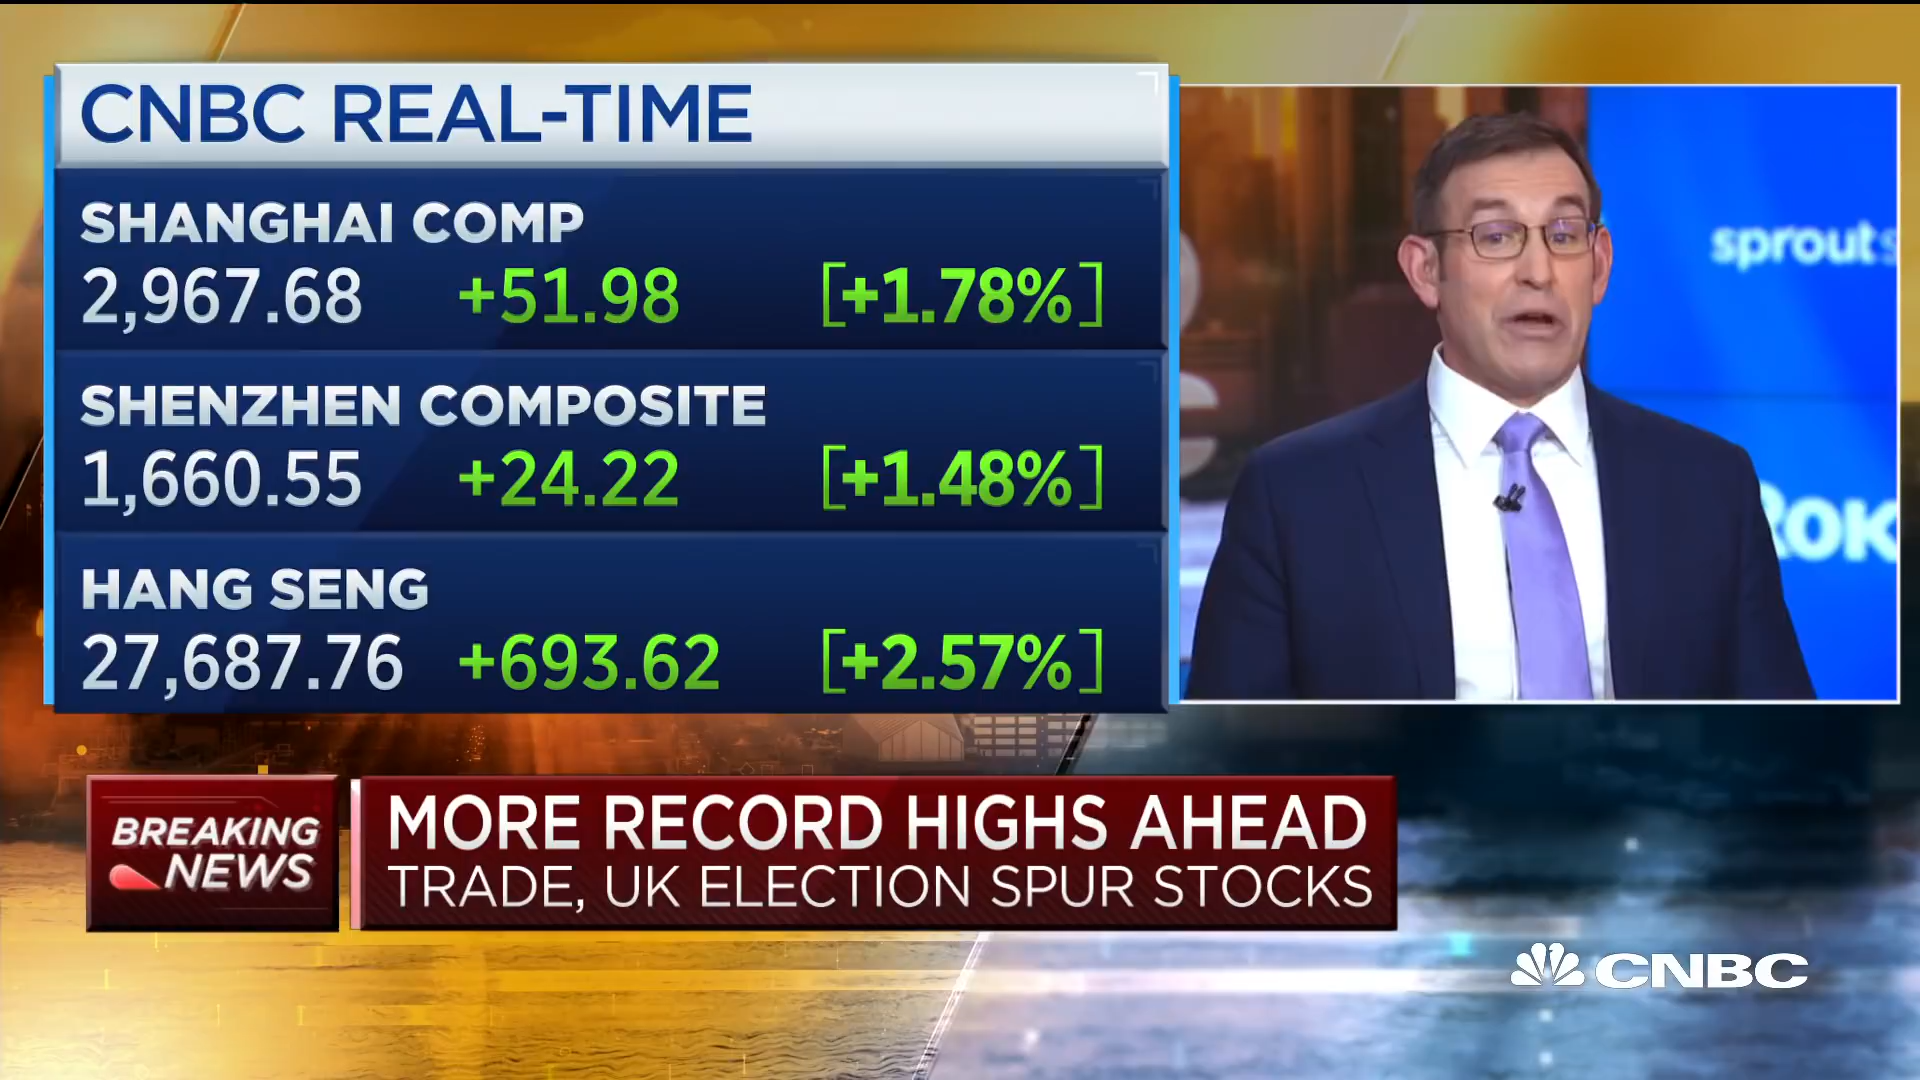 CNBC REAL-TIME
SHANGHAI COMP
2,967.68 +51.98 [+1.78%]
SHENZHEN COMPOSITE
1,660.55 +24.22 [+1.48%]
HANG SENG
27,687.76 +693.62 [+2.57%]
sprouts
BREAKING
NEWS
MORE RECORD HIGHS AHEAD
TRADE, UK ELECTION SPUR STOCKS
CNBC